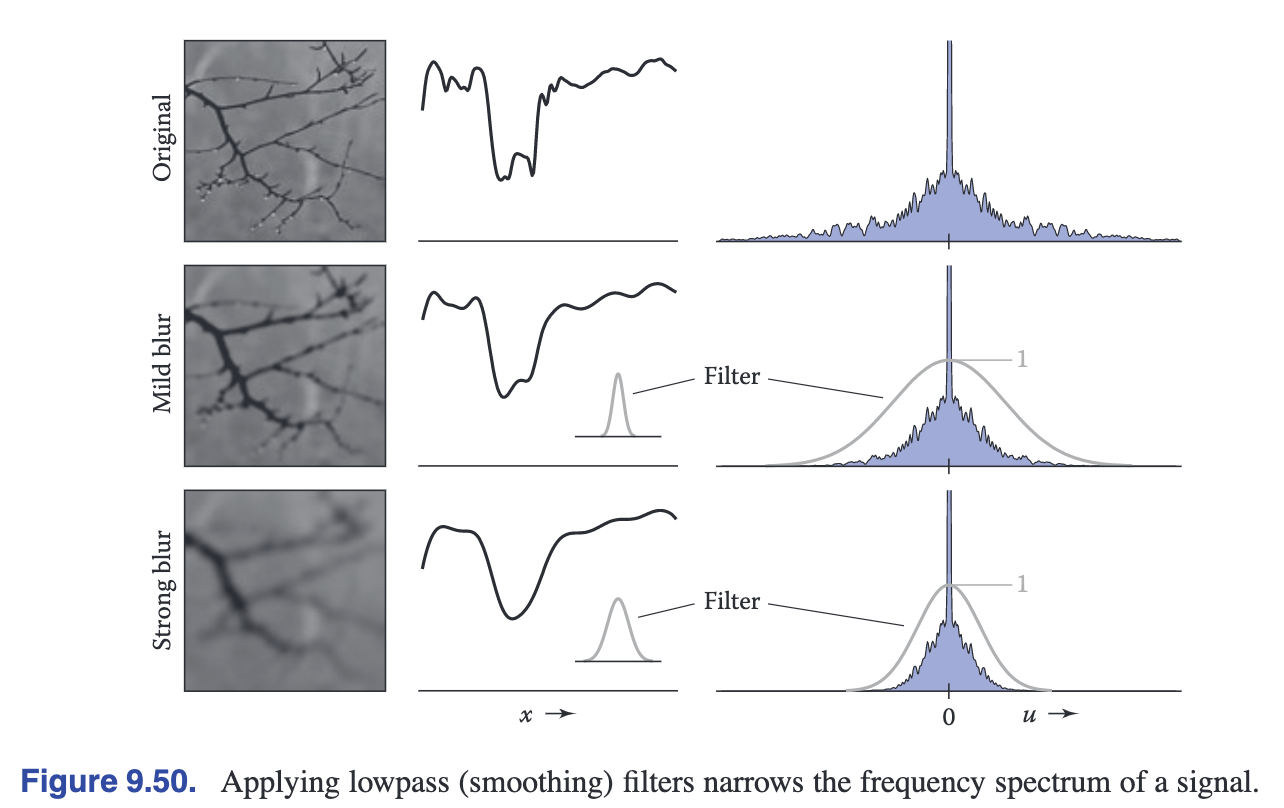 Original
Mild blur
Filter
1
Strong blur
Filter
1
x
0
u
Figure 9.50. Applying lowpass (smoothing) filters narrows the frequency spectrum of a signal.